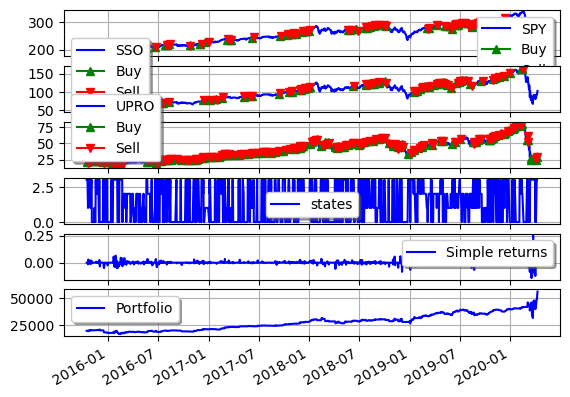 300
200
SPY
Buy
SSO
Buy
Sell
150
100
50
UPRO
Buy
Sell
75
50
25
2.5
0.0
states
0.25
0.00
Simple returns
50000
25000
Portfolio
2016-01
2016-07
2017-01
2017-07
2018-01
2018-07
2019-01
2019-07
2020-01